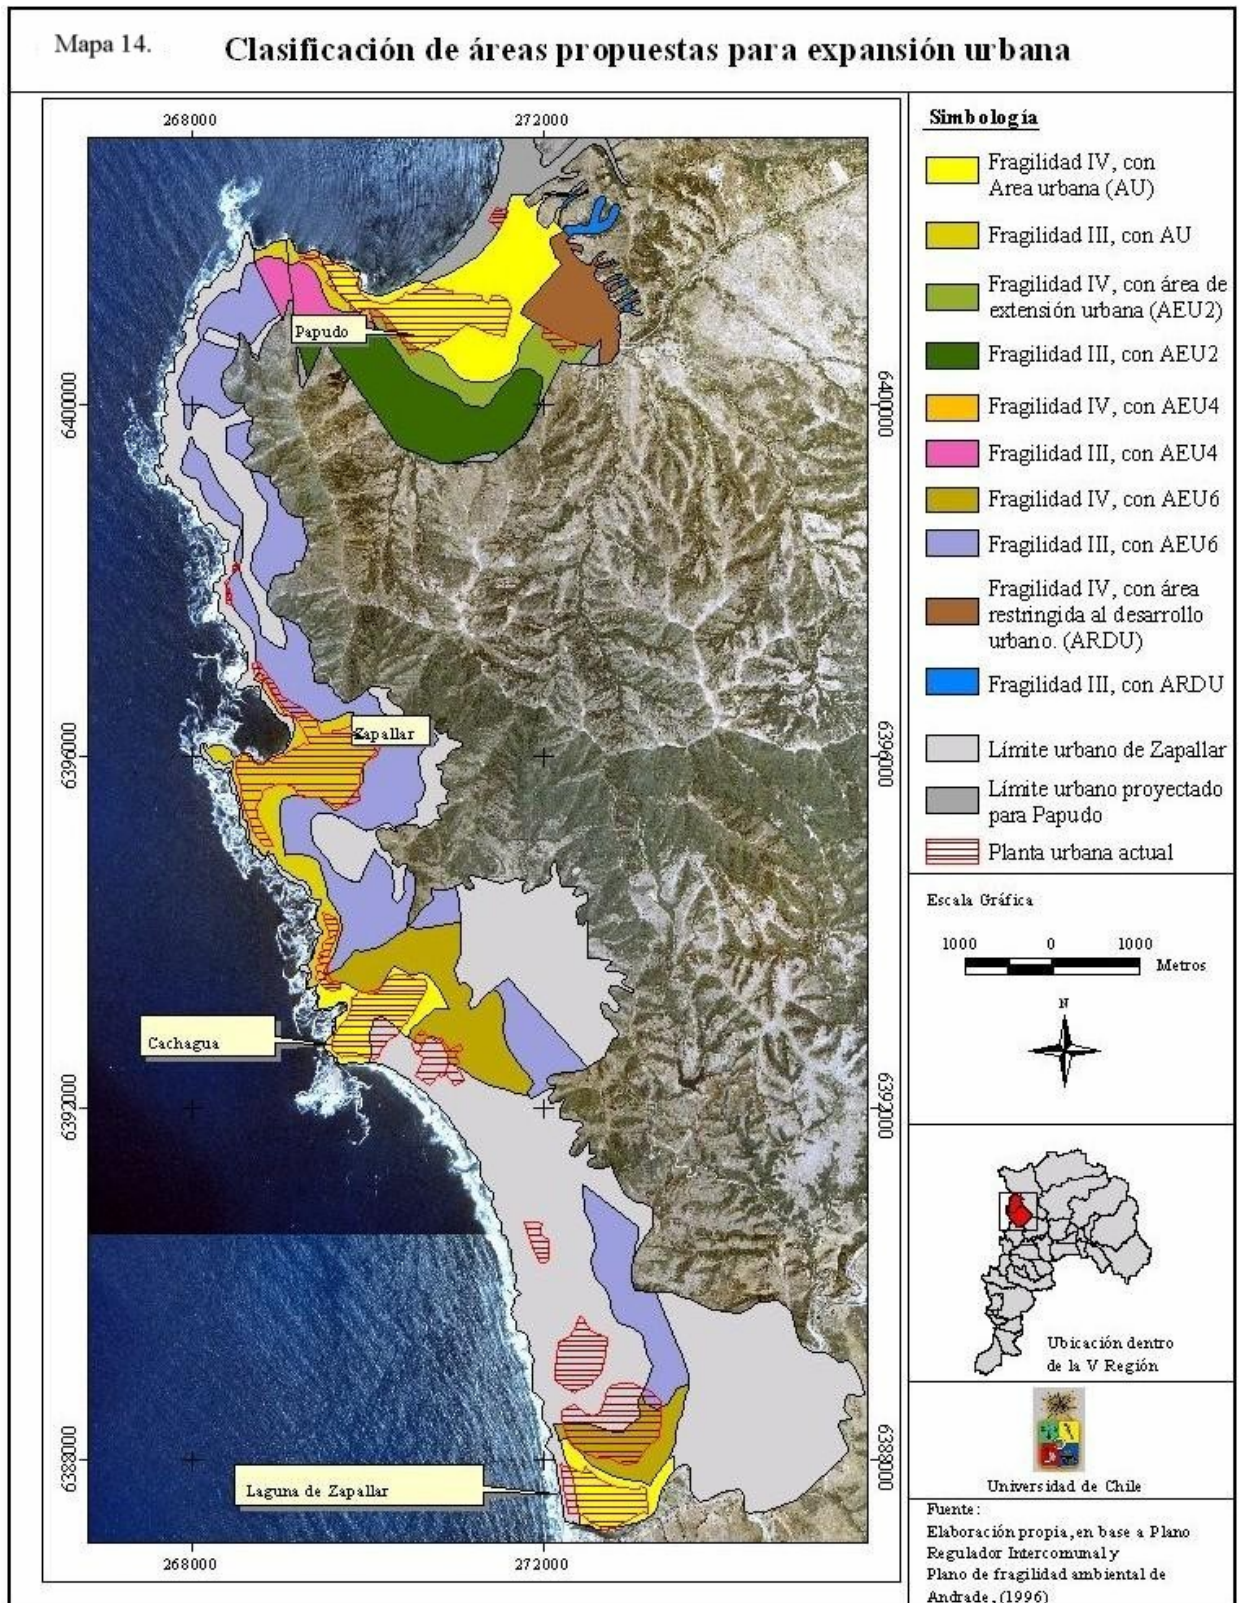 Mapa 14.
Clasificación de áreas propuestas para expansión urbana
268000
272000
6400000
6400000
6396000
6396000
6392000
6392000
6388000
6388000
268000
272000
Papudo
Zapallar
Cachagua
Laguna de Zapallar
Simbología
Fragilidad IV, con
Area urbana (AU)
Fragilidad III, con AU
Fragilidad IV, con área de
extensión urbana (AEU2)
Fragilidad III, con AEU2
Fragilidad IV, con AEU4
Fragilidad III, con AEU4
Fragilidad IV, con AEU6
Fragilidad III, con AEU6
Fragilidad IV, con área
restringida al desarrollo
urbano. (ARDU)
Fragilidad III, con ARDU
Límite urbano de Zapallar
Límite urbano proyectado
para Papudo
Planta urbana actual
Escala Gráfica
1000 0 1000
Metros
N
Ubicación dentro
de la V Región
Universidad de Chile
Fuente:
Elaboración propia, en base a Plano
Regulador Intercomunal y
Plano de fragilidad ambiental de
Andrade, (1996)